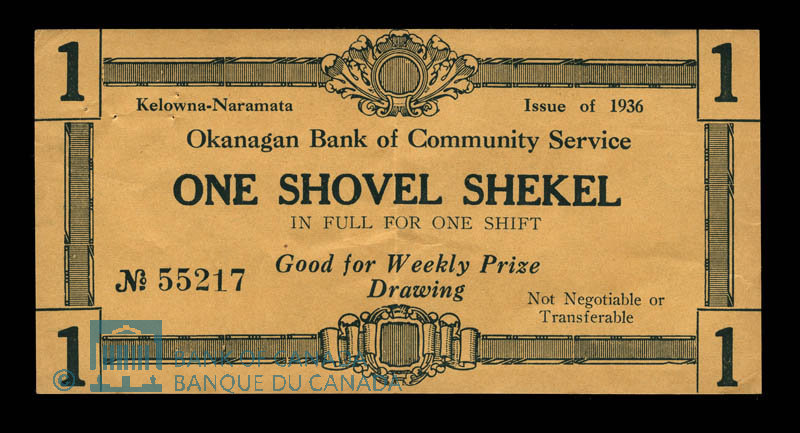 1 1
Kelowna-Naramata Issue of 1936
Okanagan Bank of Community Service
ONE SHOVEL SHEKEL
IN FULL FOR ONE SHIFT
Good for Weekly Prize
Drawing
№ 55217
Not Negotiable or
Transferable
1 1
© BANK OF CANADA
BANQUE DU CANADA